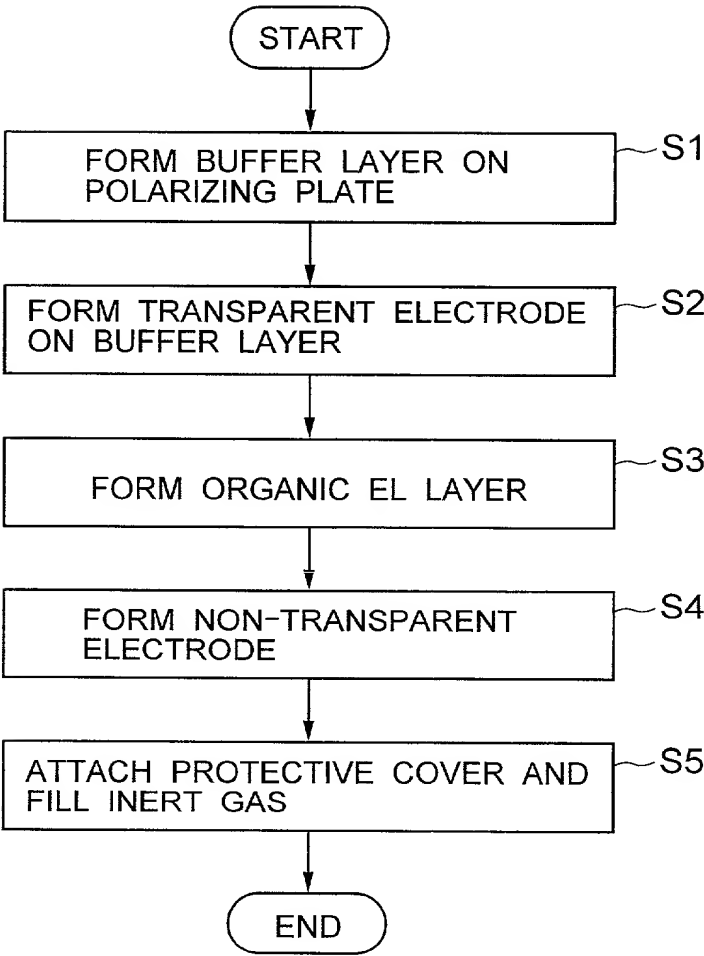 START
S1
FORM BUFFER LAYER ON
POLARIZING PLATE
S2
FORM TRANSPARENT ELECTRODE
ON BUFFER LAYER
S3
FORM ORGANIC EL LAYER
S4
FORM NON-TRANSPARENT
ELECTRODE
S5
ATTACH PROTECTIVE COVER AND
FILL INERT GAS
END